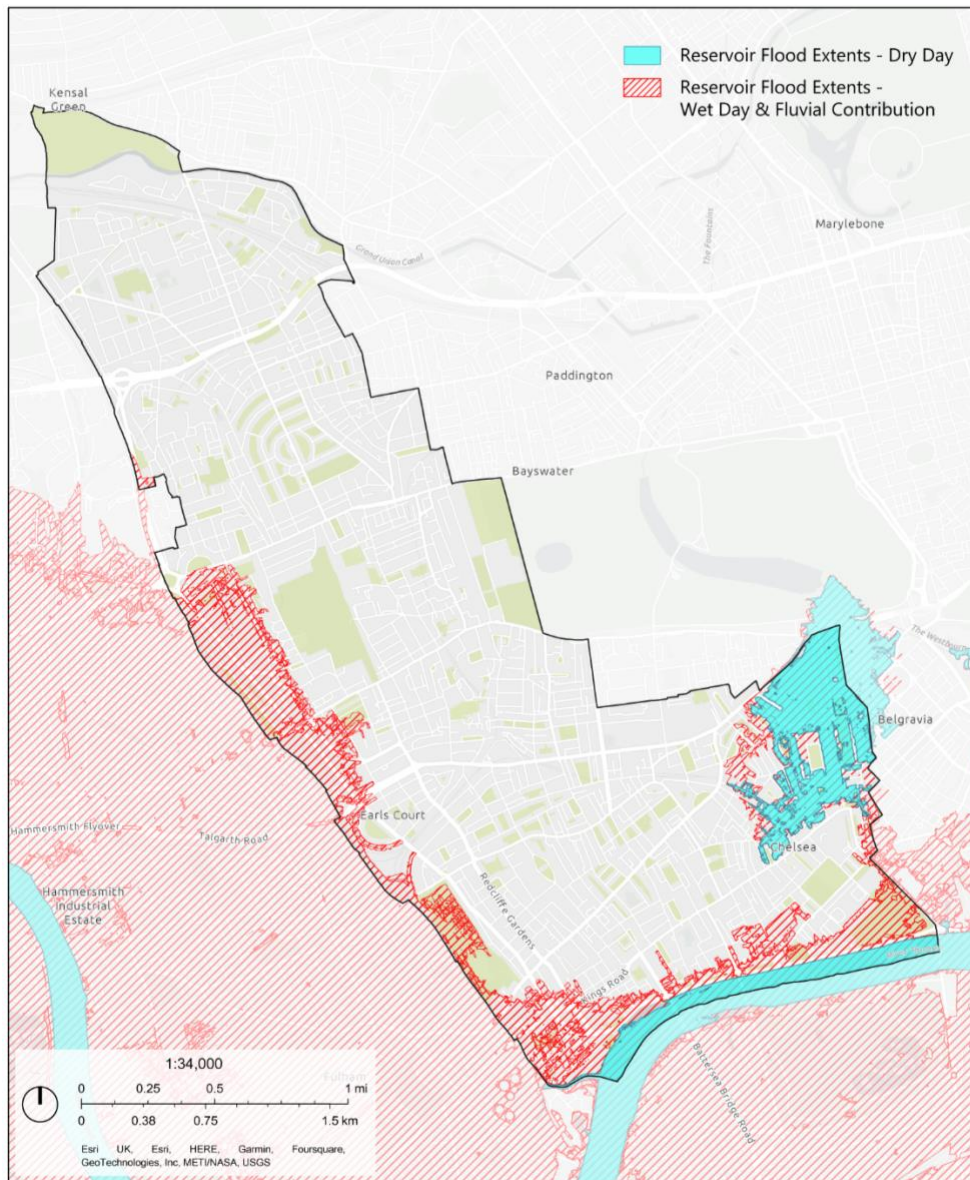 Reservoir Flood Extents - Dry Day
Reservoir Flood Extents -
Wet Day & Fluvial Contribution
Kensal
Green
Marylebone
The Fountains
Grand Union Canal
Paddington
Bayswater
Belgravia
Earls Court
Hammersmith Flyover
Talgarth Road
Chelsea
Hammersmith
Industrial
Estate
Redcliffe Gardens
Kings Road
Battersea Bridge Road
1:34,000
Fulham
0 0.25 0.5 1 mi
0 0.38 0.75 1.5 km
Esri UK, Esri, HERE, Garmin, Foursquare,
GeoTechnologies, Inc, METI/NASA, USGS